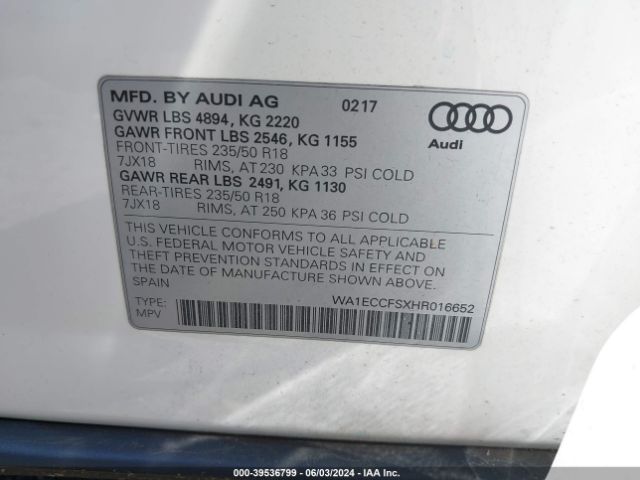 MFD. BY AUDI AG 0217
GVWR LBS 4894, KG 2220
GAWR FRONT LBS 2546, KG 1155
FRONT-TIRES 235/50 R18
7JX18 RIMS, AT 230 KPA 33 PSI COLD
GAWR REAR LBS 2491, KG 1130
REAR-TIRES 235/50 R18
7JX18 RIMS, AT 250 KPA 36 PSI COLD
Audi
THIS VEHICLE CONFORMS TO ALL APPLICABLE
U.S. FEDERAL MOTOR VEHICLE SAFETY AND
THEFT PREVENTION STANDARDS IN EFFECT ON
THE DATE OF MANUFACTURE SHOWN ABOVE.
SPAIN
WA1ECCFSXHR016652
TYPE:
MPV
000-39536799 - 06/03/2024 - IAA Inc.